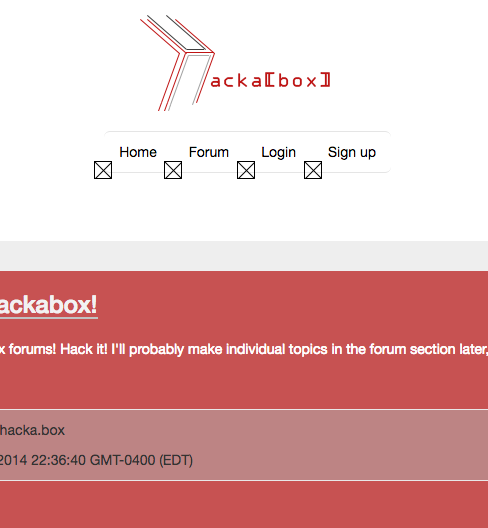 acka[box]
Home Forum Login Sign up
ackabox!
x forums! Hack it! I'll probably make individual topics in the forum section later,
hacka.box
2014 22:36:40 GMT-0400 (EDT)